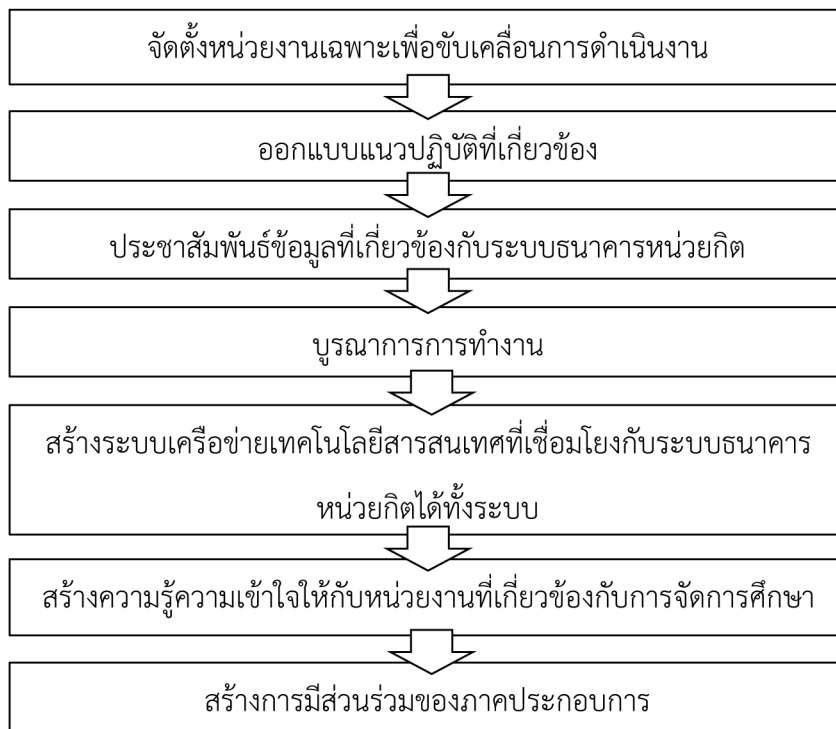 จัดตั้งหน่วยงานเฉพาะเพื่อขับเคลื่อนการดำเนินงาน
ออกแบบแนวปฏิบัติที่เกี่ยวข้อง
ประชาสัมพันธ์ข้อมูลที่เกี่ยวข้องกับระบบธนาคารหน่วยกิต
บูรณาการการทำงาน
สร้างระบบเครือข่ายเทคโนโลยีสารสนเทศที่เชื่อมโยงกับระบบธนาคาร
หน่วยกิตได้ทั้งระบบ
สร้างความรู้ความเข้าใจให้กับหน่วยงานที่เกี่ยวข้องกับการจัดการศึกษา
สร้างการมีส่วนร่วมของภาคประกอบการ